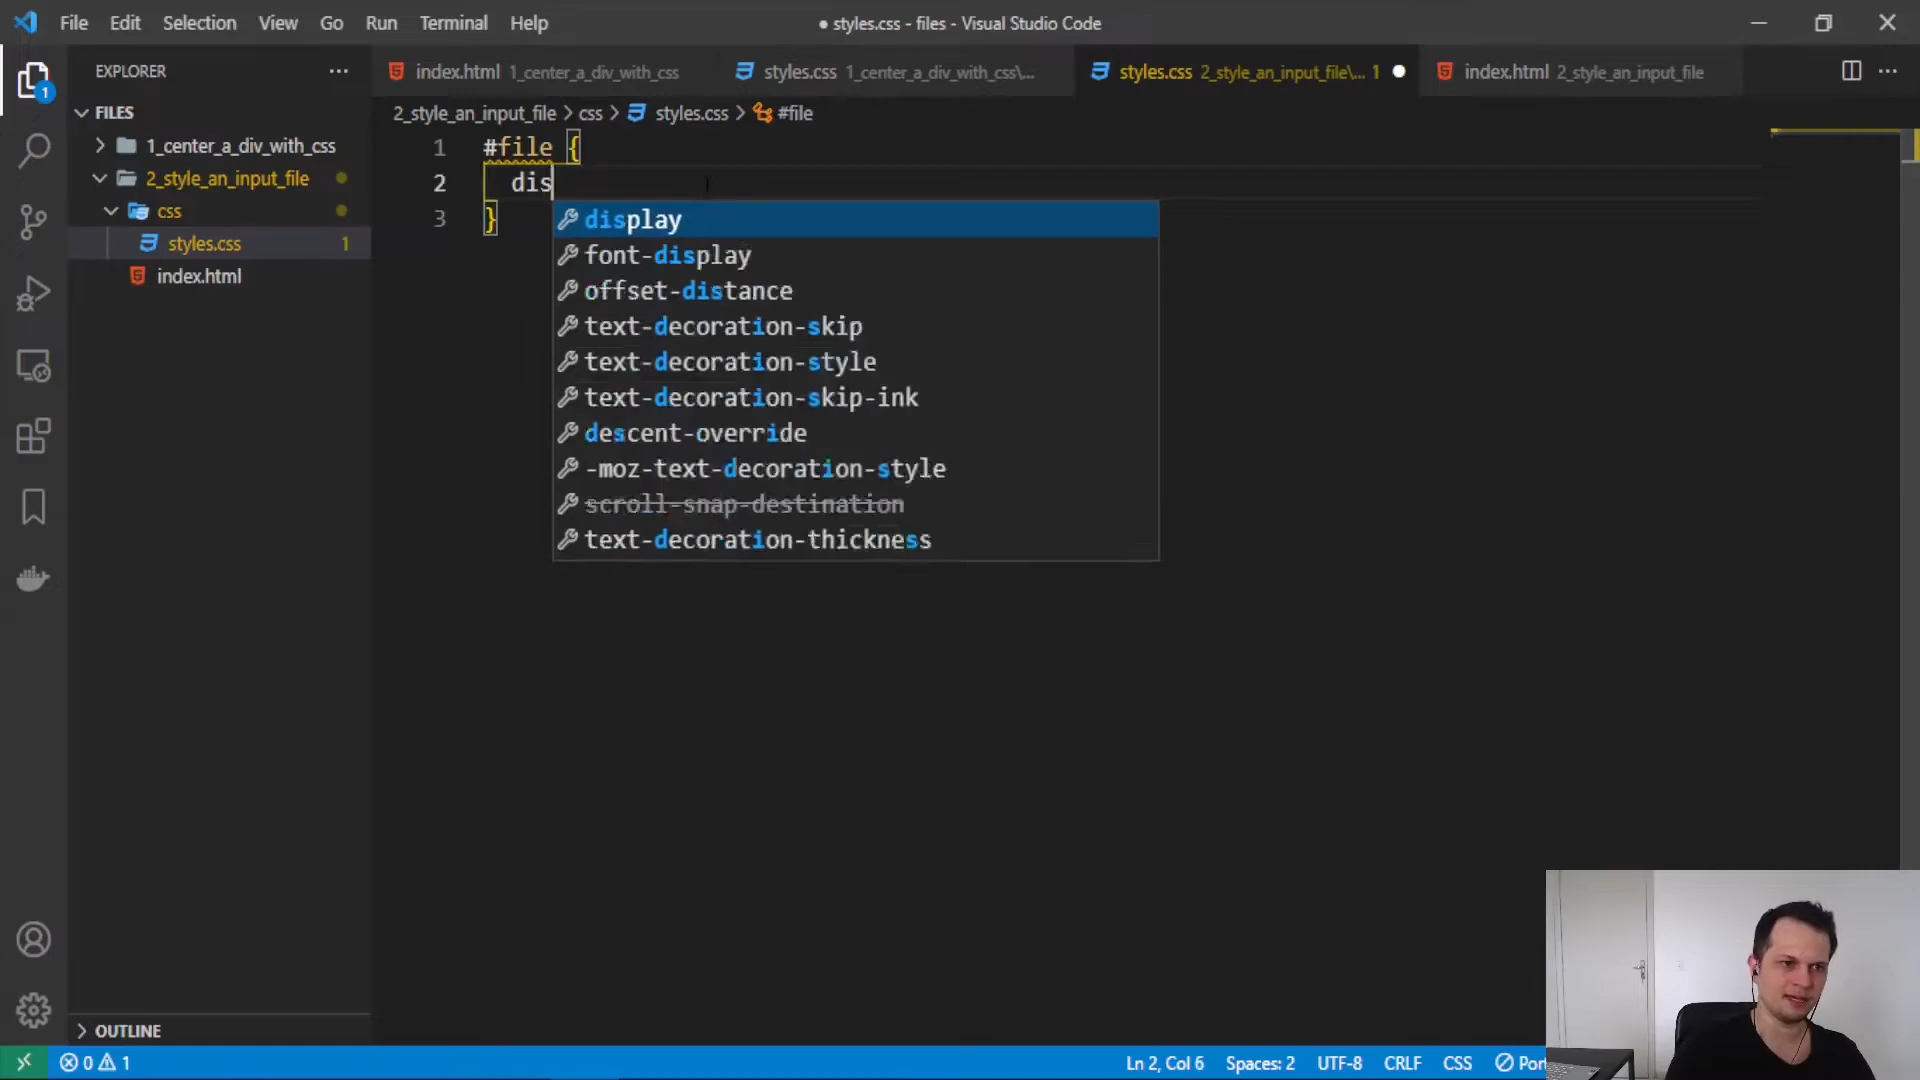 File Edit Selection View Go Run Terminal Help
● styles.css - files - Visual Studio Code
EXPLORER
index.html 1_center_a_div_with_css
styles.css 1_center_a_div_with_css\...
styles.css 2_style_an_input_file\... 1
index.html 2_style_an_input_file
FILES
1_center_a_div_with_css
2_style_an_input_file
css
styles.css 1
index.html
2_style_an_input_file > css > styles.css > #file
1 #file {
2 dis
3 }
display
font-display
offset-distance
text-decoration-skip
text-decoration-style
text-decoration-skip-ink
descent-override
-moz-text-decoration-style
scroll-snap-destination
text-decoration-thickness
1
OUTLINE
0 1
Ln 2, Col 6 Spaces: 2 UTF-8 CRLF CSS